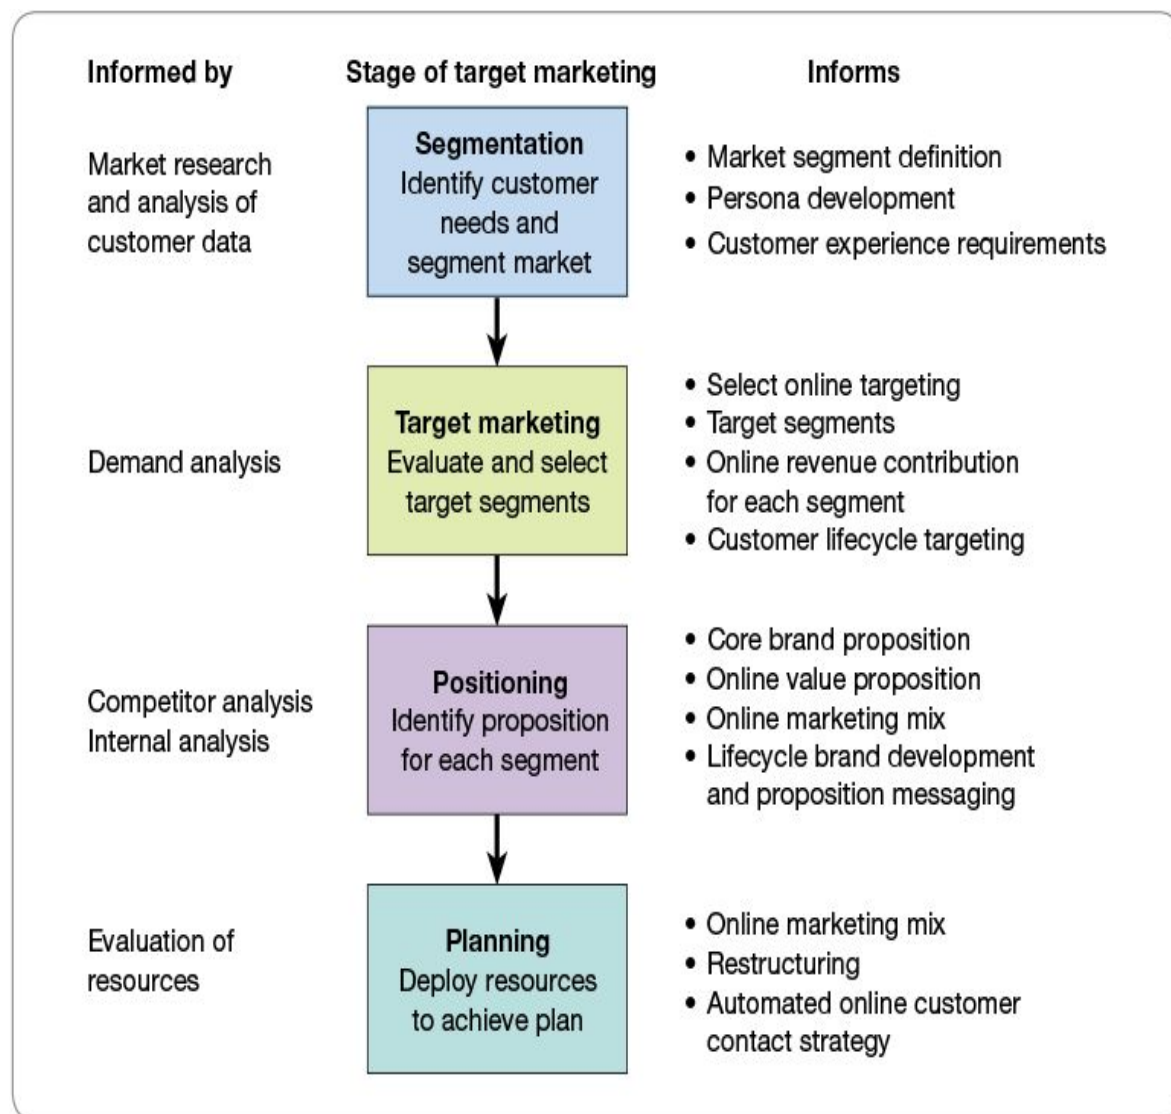 Informed by
Stage of target marketing
Informs
Market research
and analysis of
customer data
Segmentation
Identify customer
needs and
segment market
• Market segment definition
• Persona development
• Customer experience requirements
Demand analysis
Target marketing
Evaluate and select
target segments
• Select online targeting
• Target segments
• Online revenue contribution
for each segment
• Customer lifecycle targeting
Competitor analysis
Internal analysis
Positioning
Identify proposition
for each segment
• Core brand proposition
• Online value proposition
• Online marketing mix
• Lifecycle brand development
and proposition messaging
Evaluation of
resources
Planning
Deploy resources
to achieve plan
• Online marketing mix
• Restructuring
• Automated online customer
contact strategy